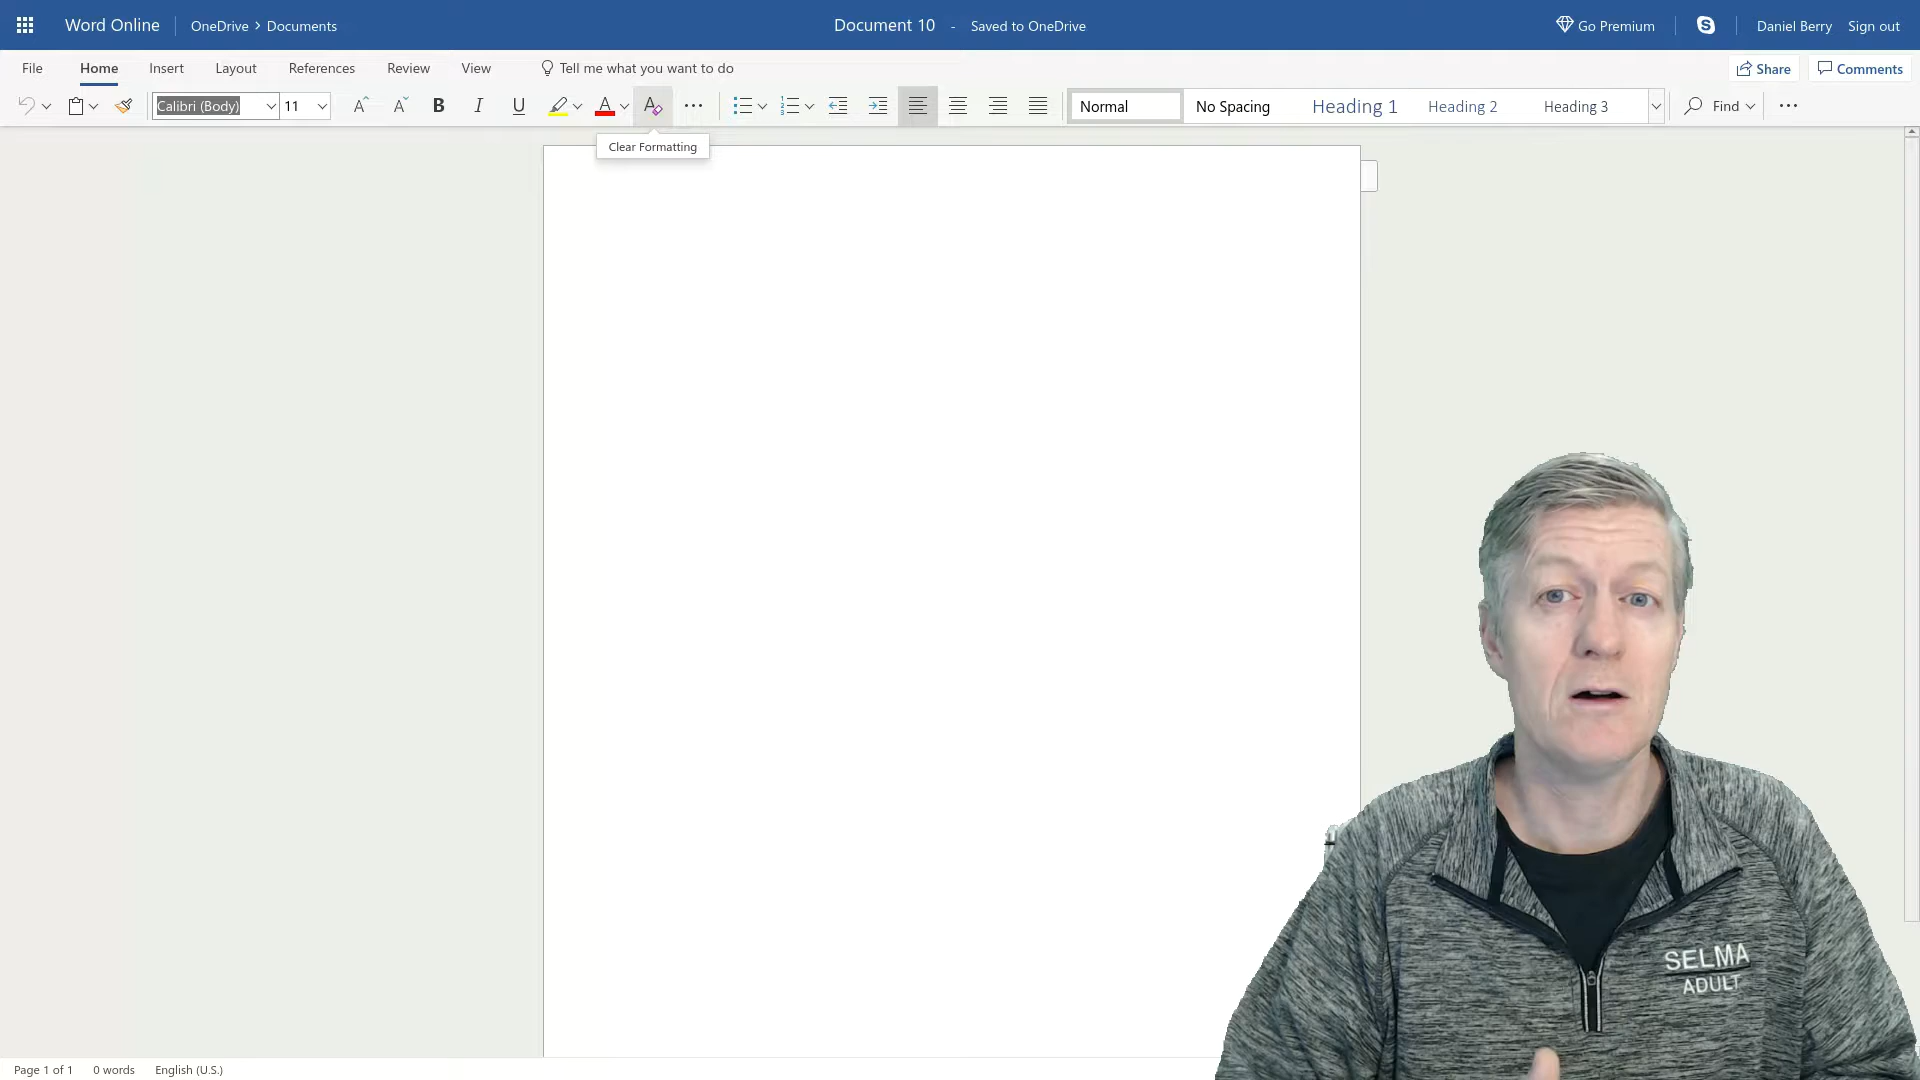 Word Online OneDrive > Documents Document 10 - Saved to OneDrive Go Premium Daniel Berry Sign out
File Home Insert Layout References Review View Tell me what you want to do Share Comments
Calibri (Body) 11 A A B I U A A Normal No Spacing Heading 1 Heading 2 Heading 3 Find
Clear Formatting
SELMA
ADULT
Page 1 of 1 0 words English (U.S.)